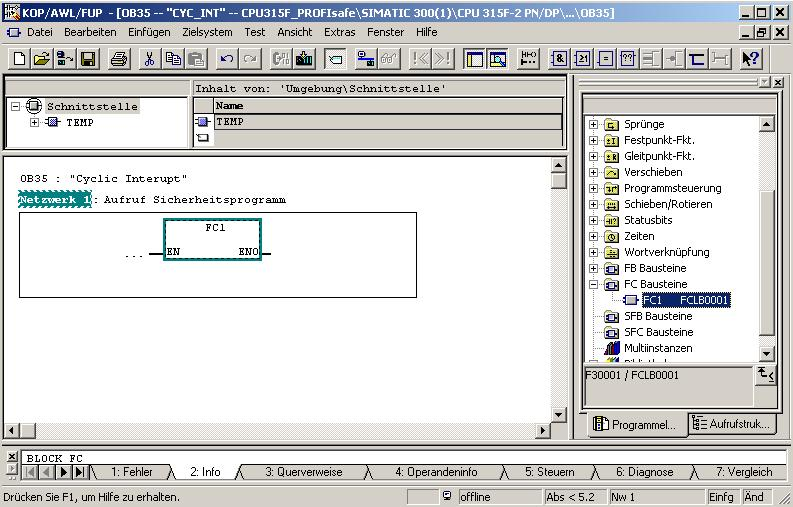 KOP/AWL/FUP - [OB35 -- "CYC_INT" -- CPU315F_PROFIsafe\SIMATIC 300(1)\CPU 315F-2 PN/DP\...\OB35]
Datei Bearbeiten Einfügen Zielsystem Test Ansicht Extras Fenster Hilfe
Inhalt von: 'Umgebung\Schnittstelle'
Schnittstelle
TEMP
Name
TEMP
OB35 : "Cyclic Interupt"
Netzwerk 1: Aufruf Sicherheitsprogramm
FC1
... EN ENO
Sprünge
Festpunkt-Fkt.
Gleitpunkt-Fkt.
Verschieben
Programmsteuerung
Schieben/Rotieren
Statusbits
Zeiten
Wortverknüpfung
FB Bausteine
FC Bausteine
FC1 FCLB0001
SFB Bausteine
SFC Bausteine
Multiinstanzen
F30001 / FCLB0001
Programmel... Aufrufstruk...
BLOCK FC
1: Fehler 2: Info 3: Querverweise 4: Operandeninfo 5: Steuern 6: Diagnose 7: Vergleich
Drücken Sie F1, um Hilfe zu erhalten. offline Abs < 5.2 Nw 1 Einfg Änd